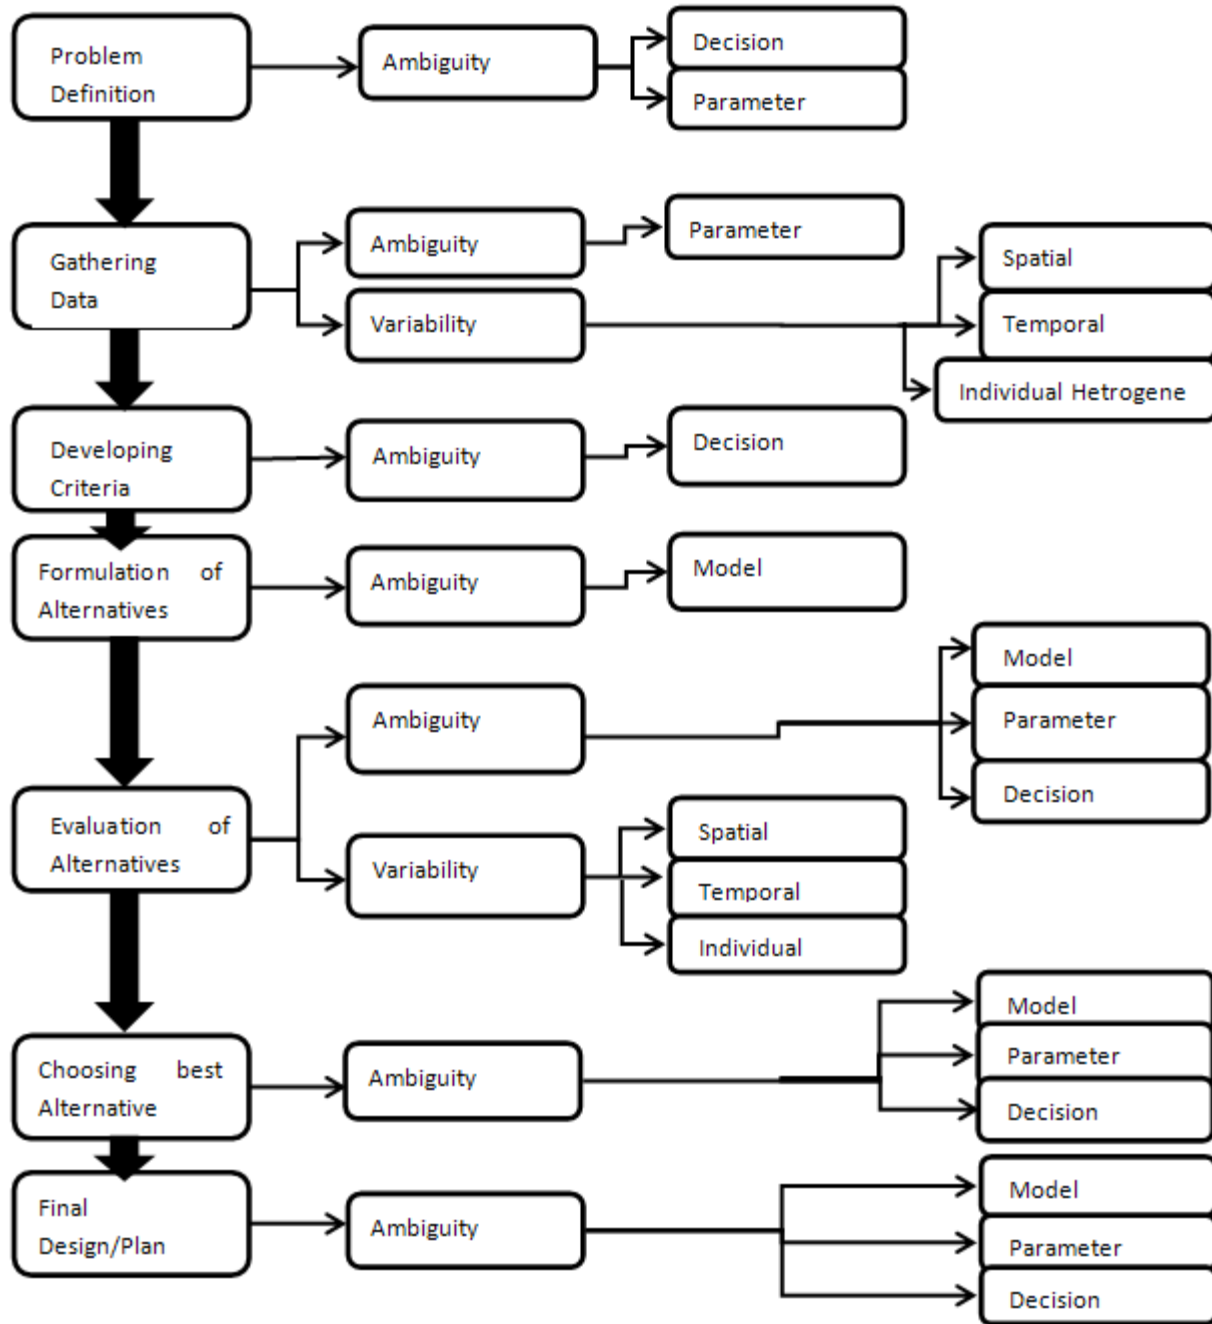 Problem
Definition
Ambiguity
Decision
Parameter
Gathering
Data
Ambiguity
Variability
Parameter
Spatial
Temporal
Individual Hetrogene
Developing
Criteria
Ambiguity
Decision
Formulation of
Alternatives
Ambiguity
Model
Evaluation of
Alternatives
Ambiguity
Model
Parameter
Decision
Variability
Spatial
Temporal
Individual
Choosing best
Alternative
Ambiguity
Model
Parameter
Decision
Final
Design/Plan
Ambiguity
Model
Parameter
Decision